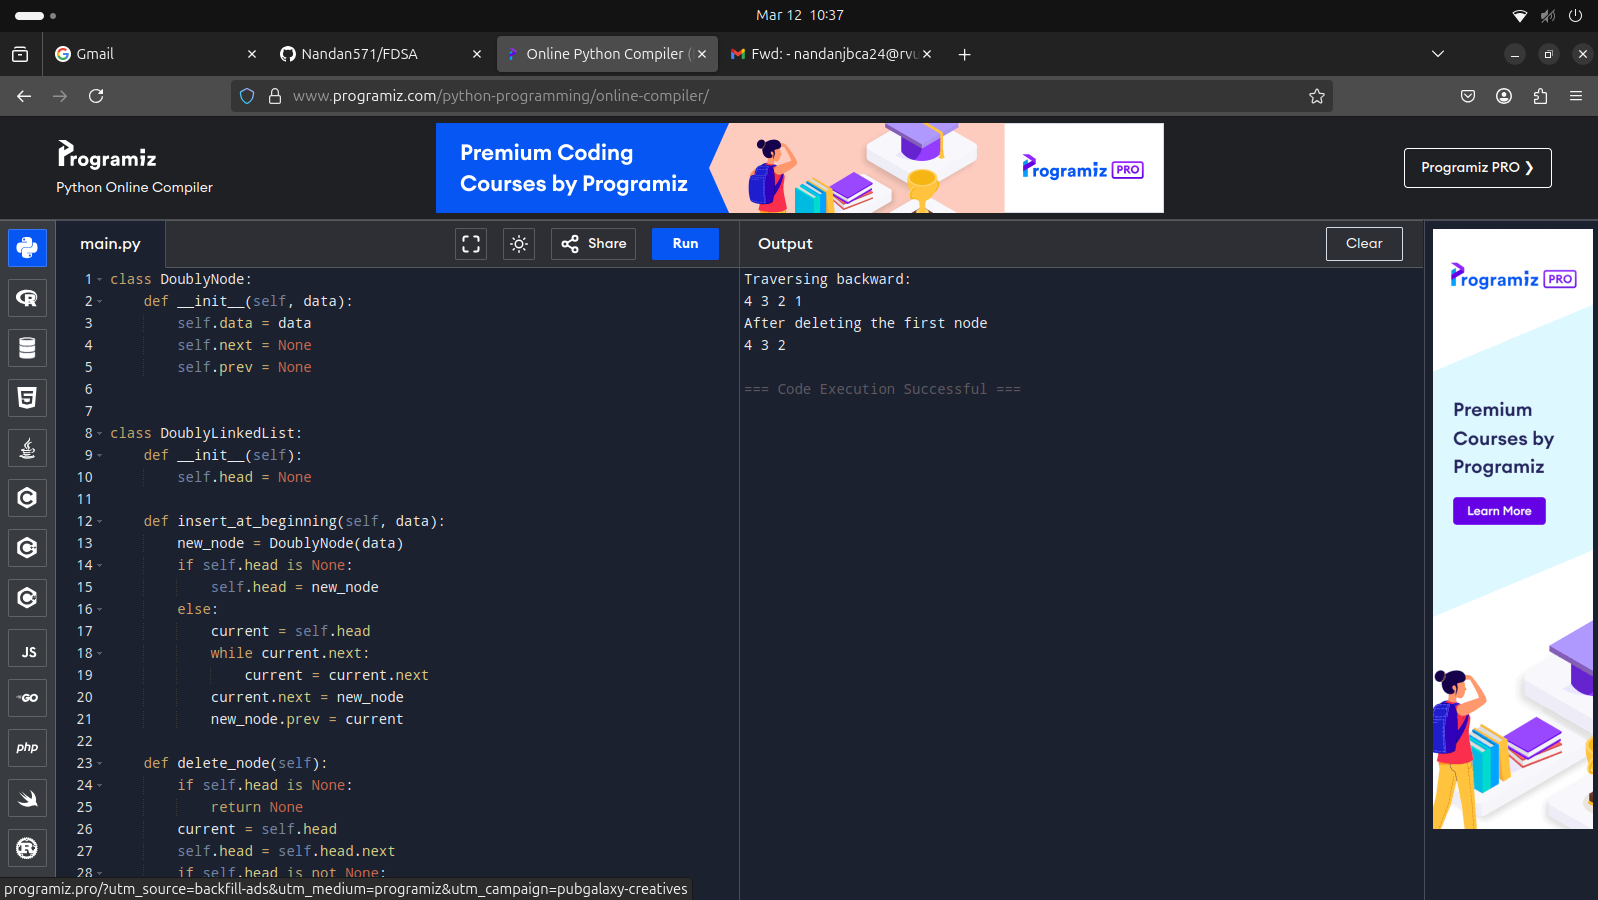 Mar 12 10:37
Gmail
Nandan571/FDSA
Online Python Compiler (
Fwd: - nandanjbca24@rvu
www.programiz.com/python-programming/online-compiler/
Programiz
Python Online Compiler
Premium Coding
Courses by Programiz
Programiz PRO
Programiz PRO ❯
main.py
Share
Run
Output
Clear
1 class DoublyNode:
2     def __init__(self, data):
3         self.data = data
4         self.next = None
5         self.prev = None
6
7
8 class DoublyLinkedList:
9     def __init__(self):
10         self.head = None
11
12     def insert_at_beginning(self, data):
13         new_node = DoublyNode(data)
14         if self.head is None:
15             self.head = new_node
16         else:
17             current = self.head
18             while current.next:
19                 current = current.next
20             current.next = new_node
21             new_node.prev = current
22
23     def delete_node(self):
24         if self.head is None:
25             return None
26         current = self.head
27         self.head = self.head.next
28         if self.head is not None:
JS
GO
php
Traversing backward:
4 3 2 1
After deleting the first node
4 3 2
=== Code Execution Successful ===
Programiz PRO
Premium
Courses by
Programiz
Learn More
programiz.pro/?utm_source=backfill-ads&utm_medium=programiz&utm_campaign=pubgalaxy-creatives